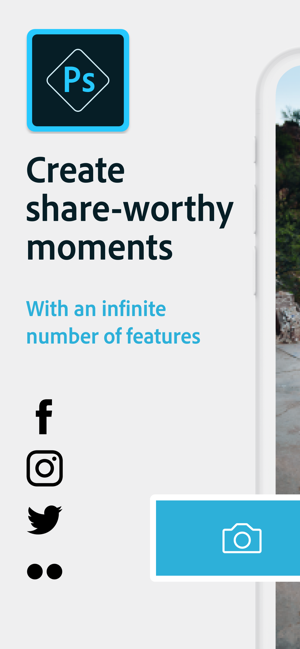 Ps
Create
share-worthy
moments
With an infinite
number of features